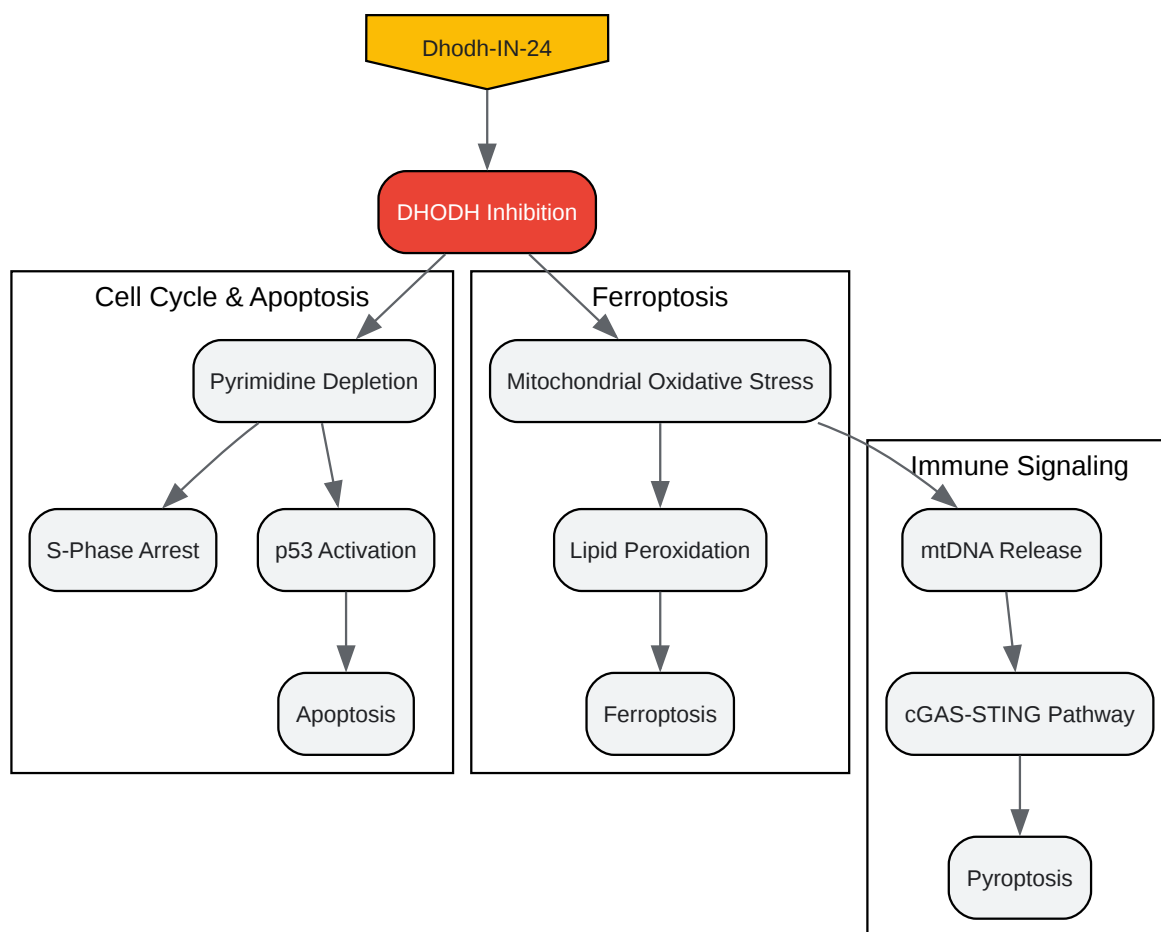 Dhodh-IN-24
DHODH Inhibition
Cell Cycle & Apoptosis
Ferroptosis
Pyrimidine Depletion
Mitochondrial Oxidative Stress
Immune Signaling
S-Phase Arrest
p53 Activation
Lipid Peroxidation
mtDNA Release
Apoptosis
Ferroptosis
cGAS-STING Pathway
Pyroptosis